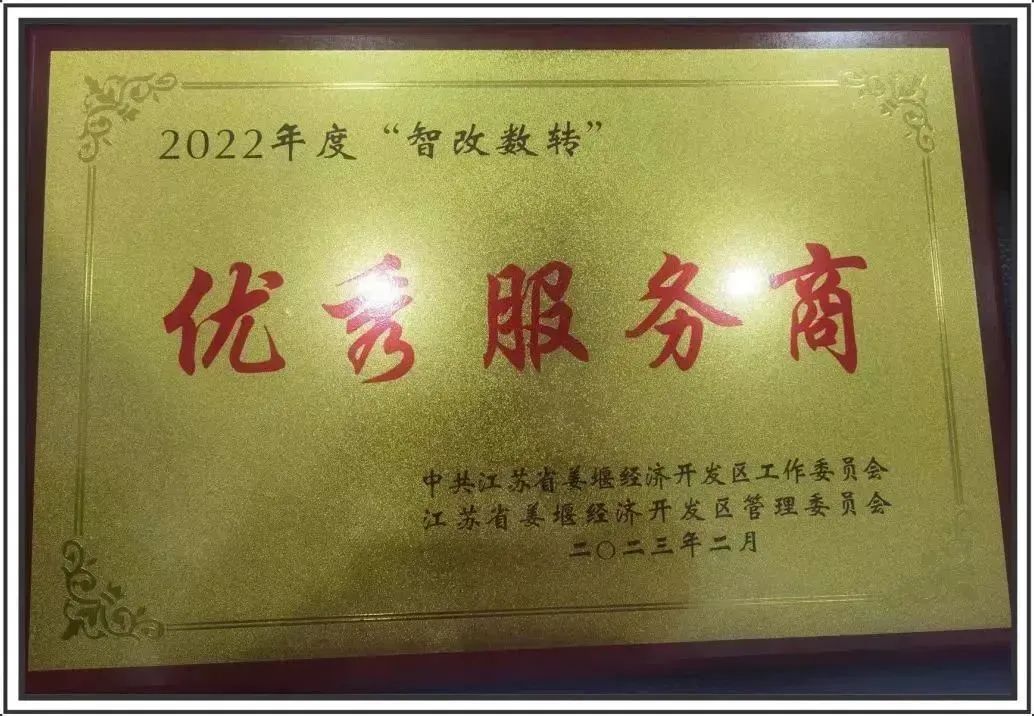 2022年度“智改数转”
优秀服务商
中共江苏省姜堰经济开发区工作委员会
江苏省姜堰经济开发区管理委员会
二〇二三年二月